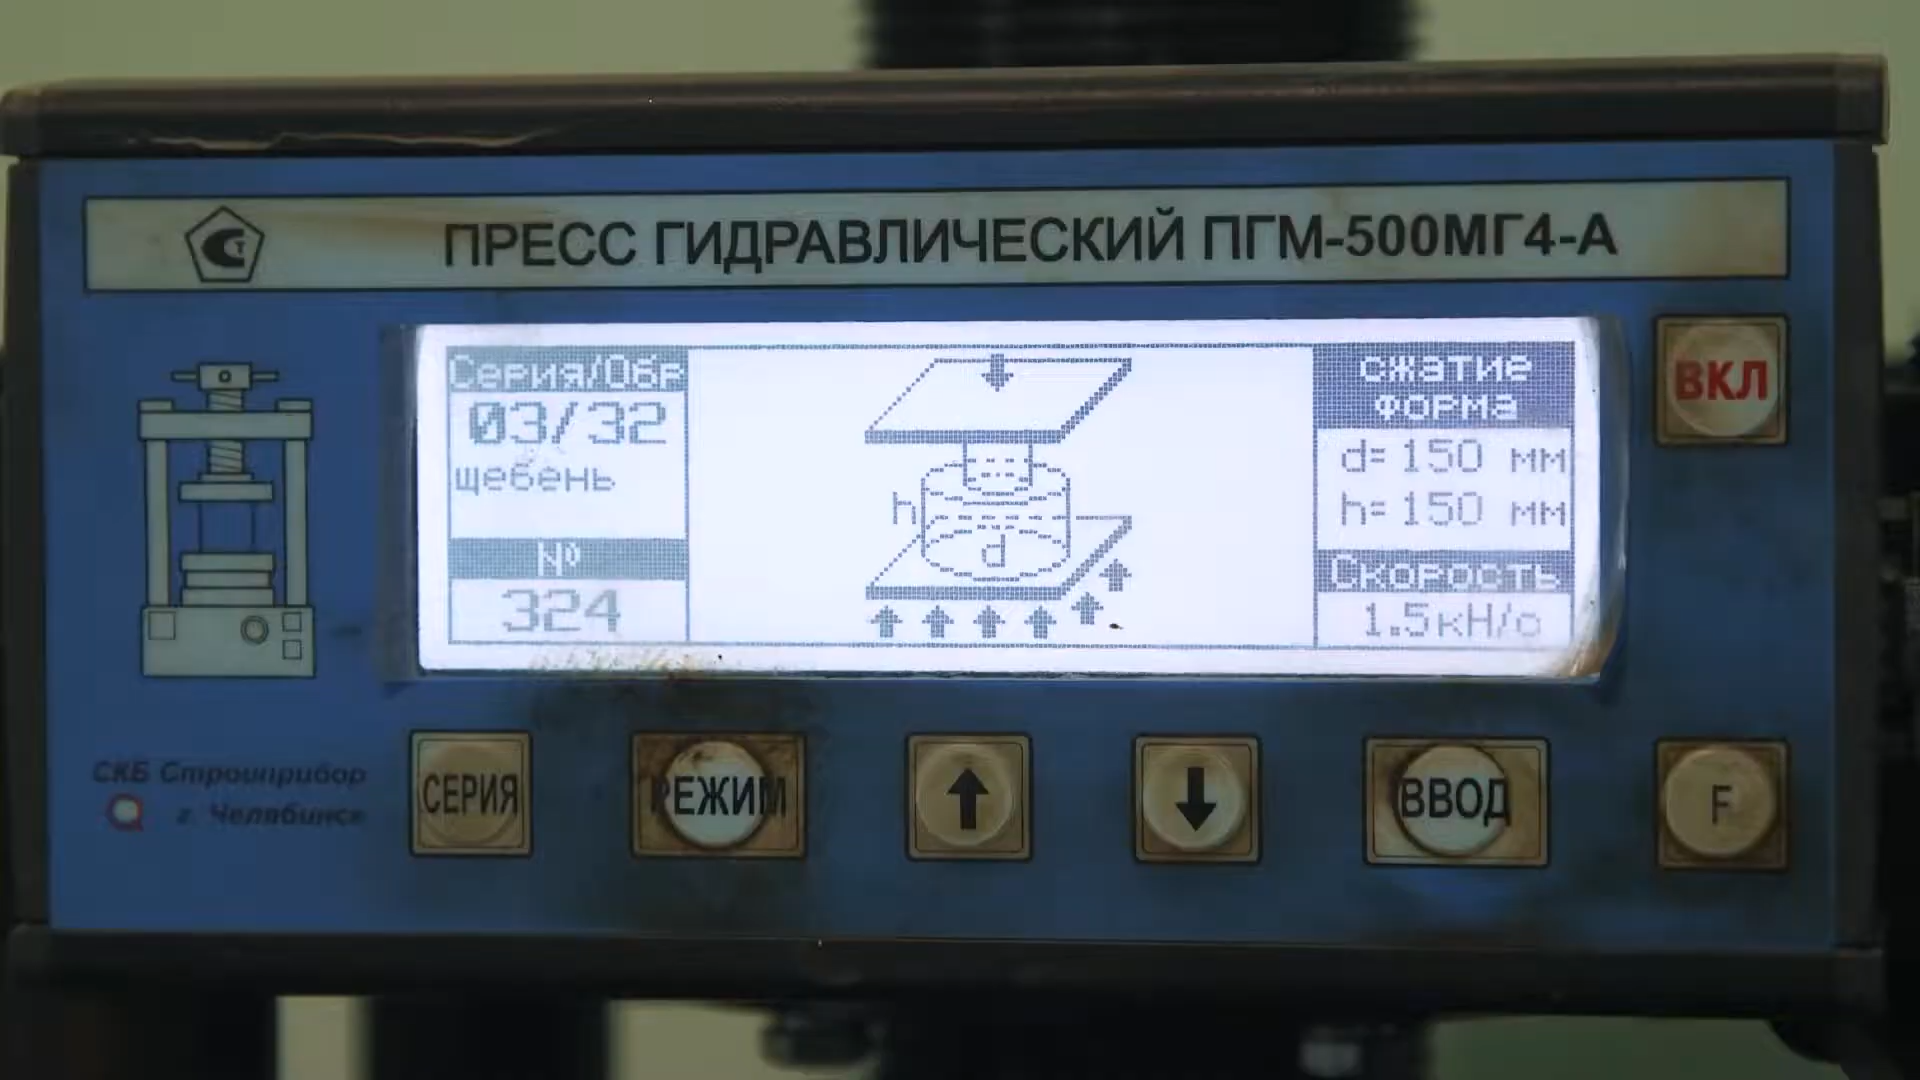 ПРЕСС ГИДРАВЛИЧЕСКИЙ ПГМ-500МГ4-А
Серия/Обр
03/32
щебень
№
324
h
d
сжатие
форма
d=150 мм
h=150 мм
Скорость
1.5кН/с
ВКЛ
СКБ Стройприбор
г. Челябинск
СЕРИЯ
РЕЖИМ
ВВОД
F